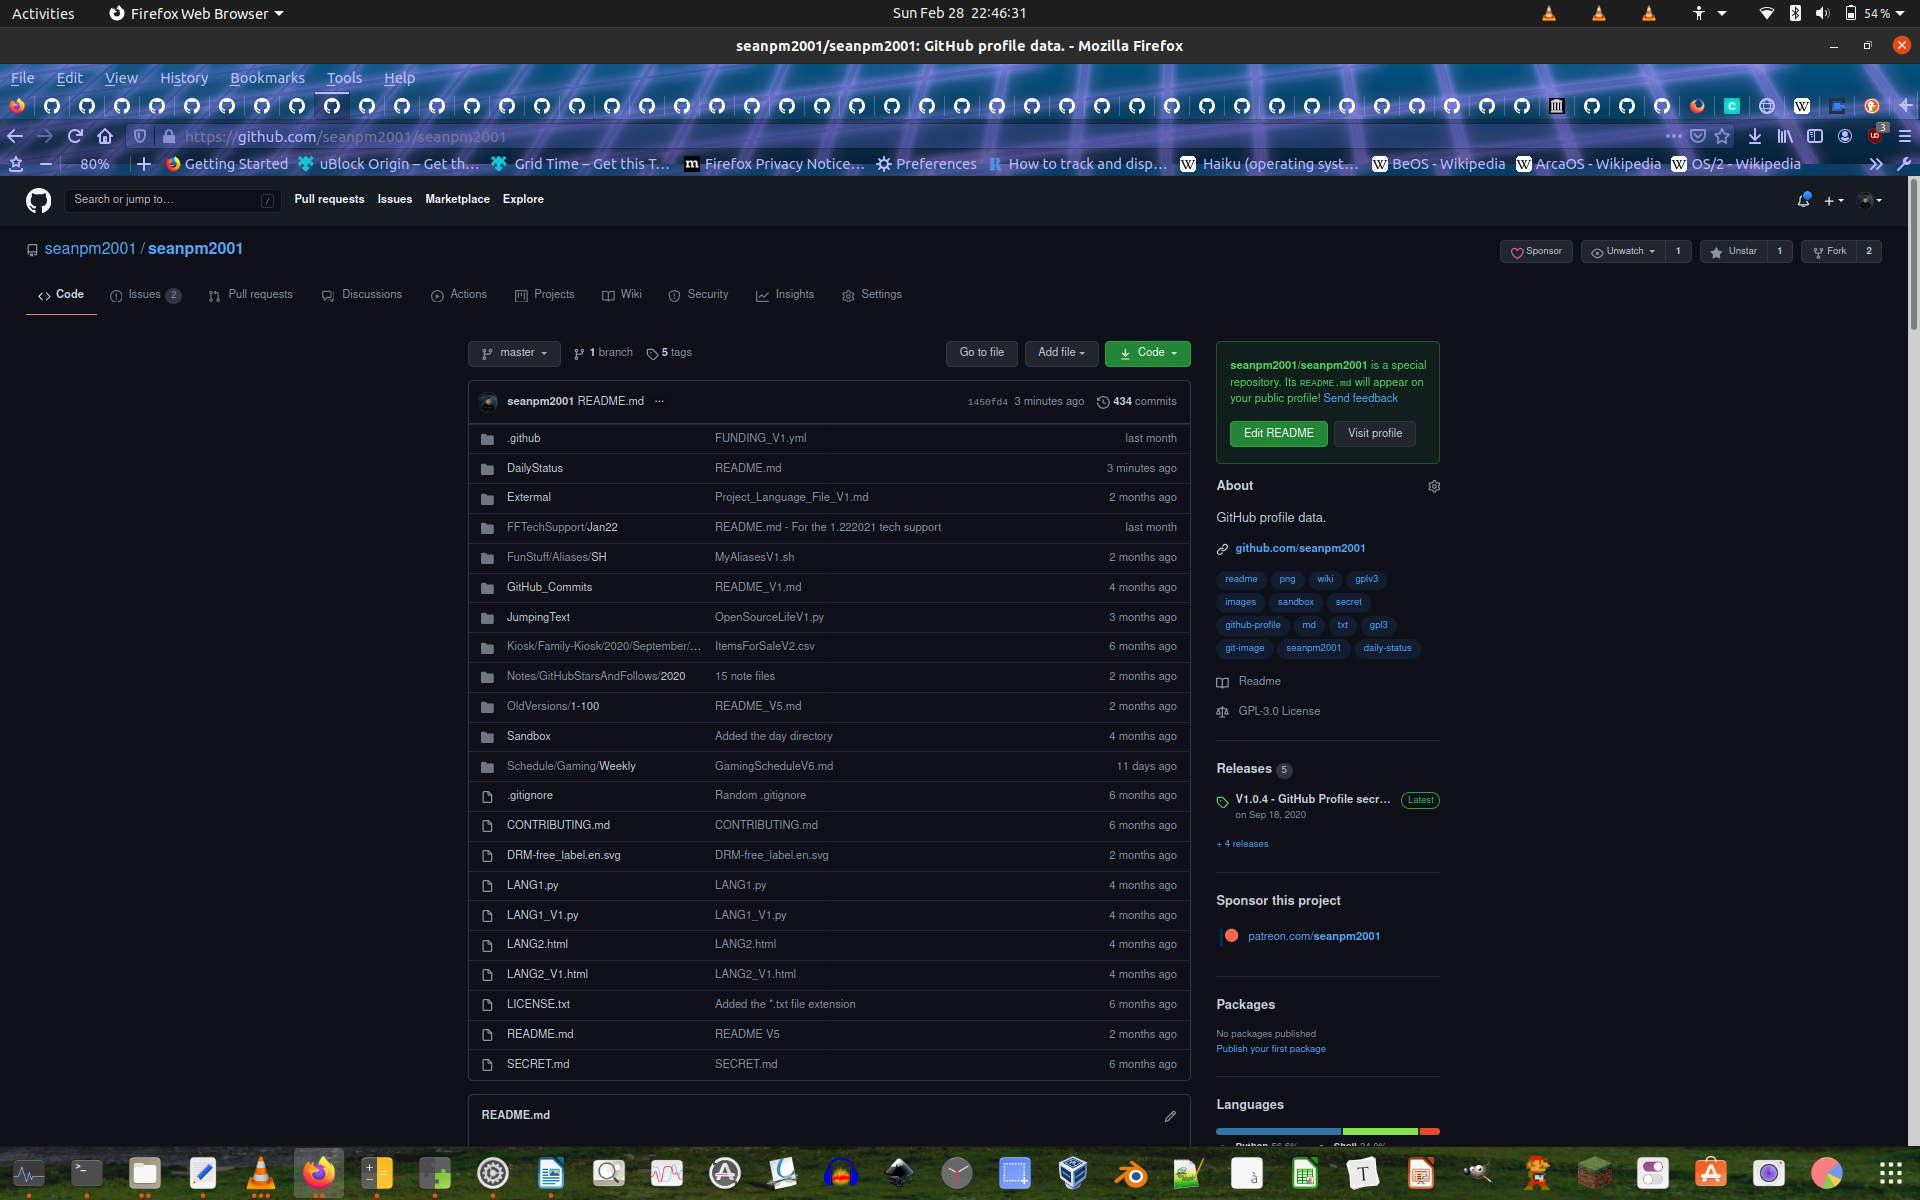 Activities Firefox Web Browser Sun Feb 28 22:46:31 54 %
seanpm2001/seanpm2001: GitHub profile data. - Mozilla Firefox
File Edit View History Bookmarks Tools Help
https://github.com/seanpm2001/seanpm2001 3
80% Getting Started uBlock Origin – Get th… Grid Time – Get this T… Firefox Privacy Notice… Preferences How to track and disp… Haiku (operating syst… BeOS - Wikipedia ArcaOS - Wikipedia OS/2 - Wikipedia
Search or jump to… / Pull requests Issues Marketplace Explore
seanpm2001 / seanpm2001 Sponsor Unwatch 1 Unstar 1 Fork 2
Code Issues 2 Pull requests Discussions Actions Projects Wiki Security Insights Settings
master 1 branch 5 tags Go to file Add file Code
seanpm2001 README.md ... 1450fd4 3 minutes ago 434 commits
.github FUNDING_V1.yml last month
DailyStatus README.md 3 minutes ago
Extermal Project_Language_File_V1.md 2 months ago
FFTechSupport/Jan22 README.md - For the 1.222021 tech support last month
FunStuff/Aliases/SH MyAliasesV1.sh 2 months ago
GitHub_Commits README_V1.md 4 months ago
JumpingText OpenSourceLifeV1.py 3 months ago
Kiosk/Family-Kiosk/2020/September/… ItemsForSaleV2.csv 6 months ago
Notes/GitHubStarsAndFollows/2020 15 note files 2 months ago
OldVersions/1-100 README_V5.md 2 months ago
Sandbox Added the day directory 4 months ago
Schedule/Gaming/Weekly GamingScheduleV6.md 11 days ago
.gitignore Random .gitignore 6 months ago
CONTRIBUTING.md CONTRIBUTING.md 6 months ago
DRM-free_label.en.svg DRM-free_label.en.svg 2 months ago
LANG1.py LANG1.py 4 months ago
LANG1_V1.py LANG1_V1.py 4 months ago
LANG2.html LANG2.html 4 months ago
LANG2_V1.html LANG2_V1.html 4 months ago
LICENSE.txt Added the *.txt file extension 6 months ago
README.md README V5 2 months ago
SECRET.md SECRET.md 6 months ago
README.md
seanpm2001/seanpm2001 is a special
repository. Its README.md will appear on
your public profile! Send feedback
Edit README Visit profile
About
GitHub profile data.
github.com/seanpm2001
readme png wiki gplv3
images sandbox secret
github-profile md txt gpl3
git-image seanpm2001 daily-status
Readme
GPL-3.0 License
Releases 5
V1.0.4 - GitHub Profile secr… Latest
on Sep 18, 2020
+ 4 releases
Sponsor this project
patreon.com/seanpm2001
Packages
No packages published
Publish your first package
Languages